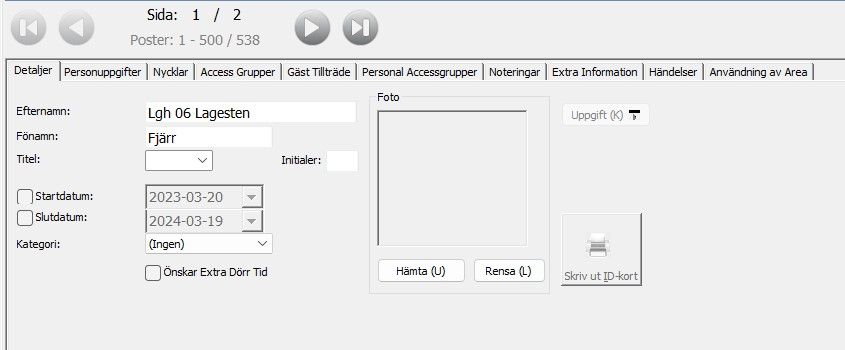 Sida: 1 / 2
Poster: 1 - 500 / 538
Detaljer Personuppgifter Nycklar Access Grupper Gäst Tillträde Personal Accessgrupper Noteringar Extra Information Händelser Användning av Area
Foto
Efternamn: Lgh 06 Lagesten
Uppgift (K)
Fönamn: Fjärr
Titel: Initialer:
Startdatum: 2023-03-20
Slutdatum: 2024-03-19
Kategori: (Ingen)
Önskar Extra Dörr Tid
Hämta (U) Rensa (L)
Skriv ut ID-kort